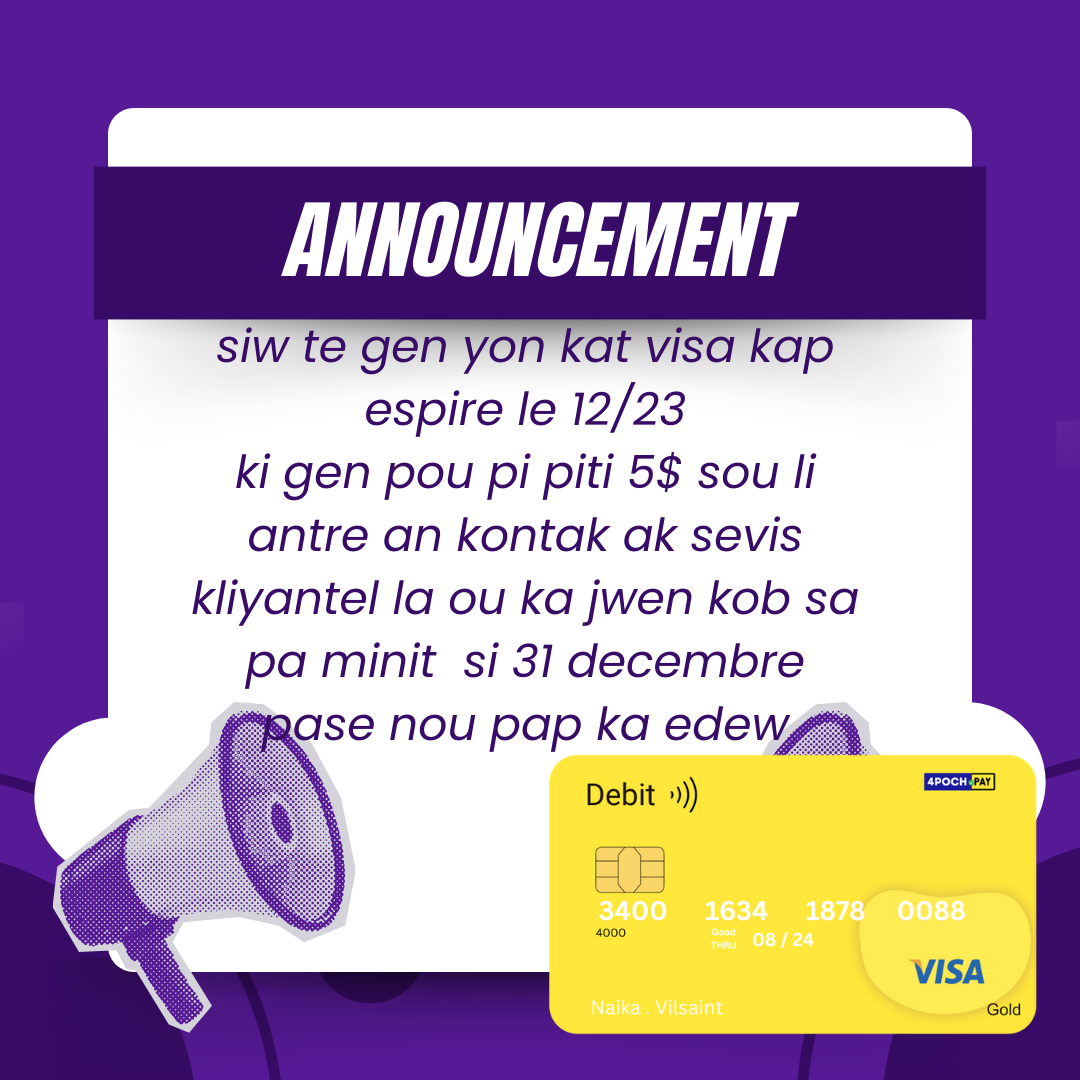 ANNOUNCEMENT
siw te gen yon kat visa kap
espire le 12/23
ki gen pou pi piti 5$ sou li
antre an kontak ak sevis
kliyantel la ou ka jwen kob sa
pa minit  si 31 decembre
pase nou pap ka edew
Debit
4POCH PAY
3400 1634 1878 0088
4000
Good
THRU 08 / 24
VISA
Naika . Vilsaint
Gold